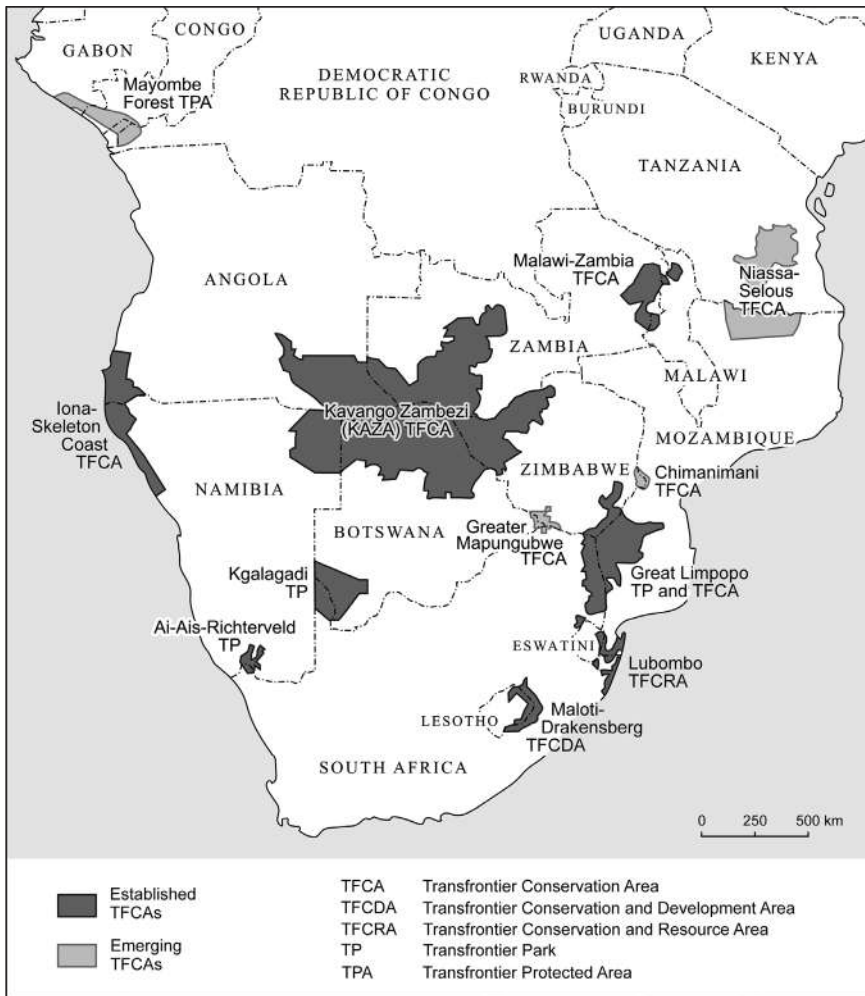 GABON
CONGO
UGANDA
KENYA
Mayombe
Forest TPA
DEMOCRATIC
REPUBLIC OF CONGO
RWANDA
BURUNDI
TANZANIA
Malawi-Zambia
TFCA
Niassa-
Selous
TFCA
ANGOLA
ZAMBIA
MALAWI
Iona-
Skeleton
Coast
TFCA
Kavango Zambezi
(KAZA) TFCA
MOZAMBIQUE
NAMIBIA
ZIMBABWE
Chimanimani
TFCA
BOTSWANA
Greater
Mapungubwe
TFCA
Kgalagadi
TP
Great Limpopo
TP and TFCA
Ai-Ais-Richterveld
TP
ESWATINI
Lubombo
TFCRA
LESOTHO
Maloti-
Drakensberg
TFCDA
SOUTH AFRICA
0 250 500 km
Established
TFCAs
Emerging
TFCAs
TFCA Transfrontier Conservation Area
TFCDA Transfrontier Conservation and Development Area
TFCRA Transfrontier Conservation and Resource Area
TP Transfrontier Park
TPA Transfrontier Protected Area